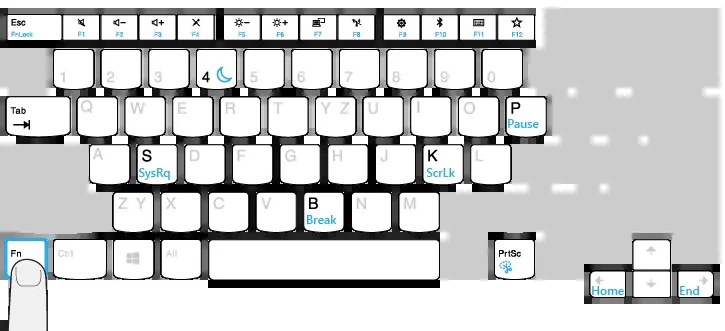 Esc
FnLock
F1 F2 F3 F4 F5 F6 F7 F8 F9 F10 F11 F12
1 2 3 4 5 6 7 8 9 0
Tab Q W E R T Y Z U I O P
Pause
A S D F G H J K L
SysRq ScrLk
Z Y X C V B N M
Break
Fn Ctrl Alt PrtSc
Home End